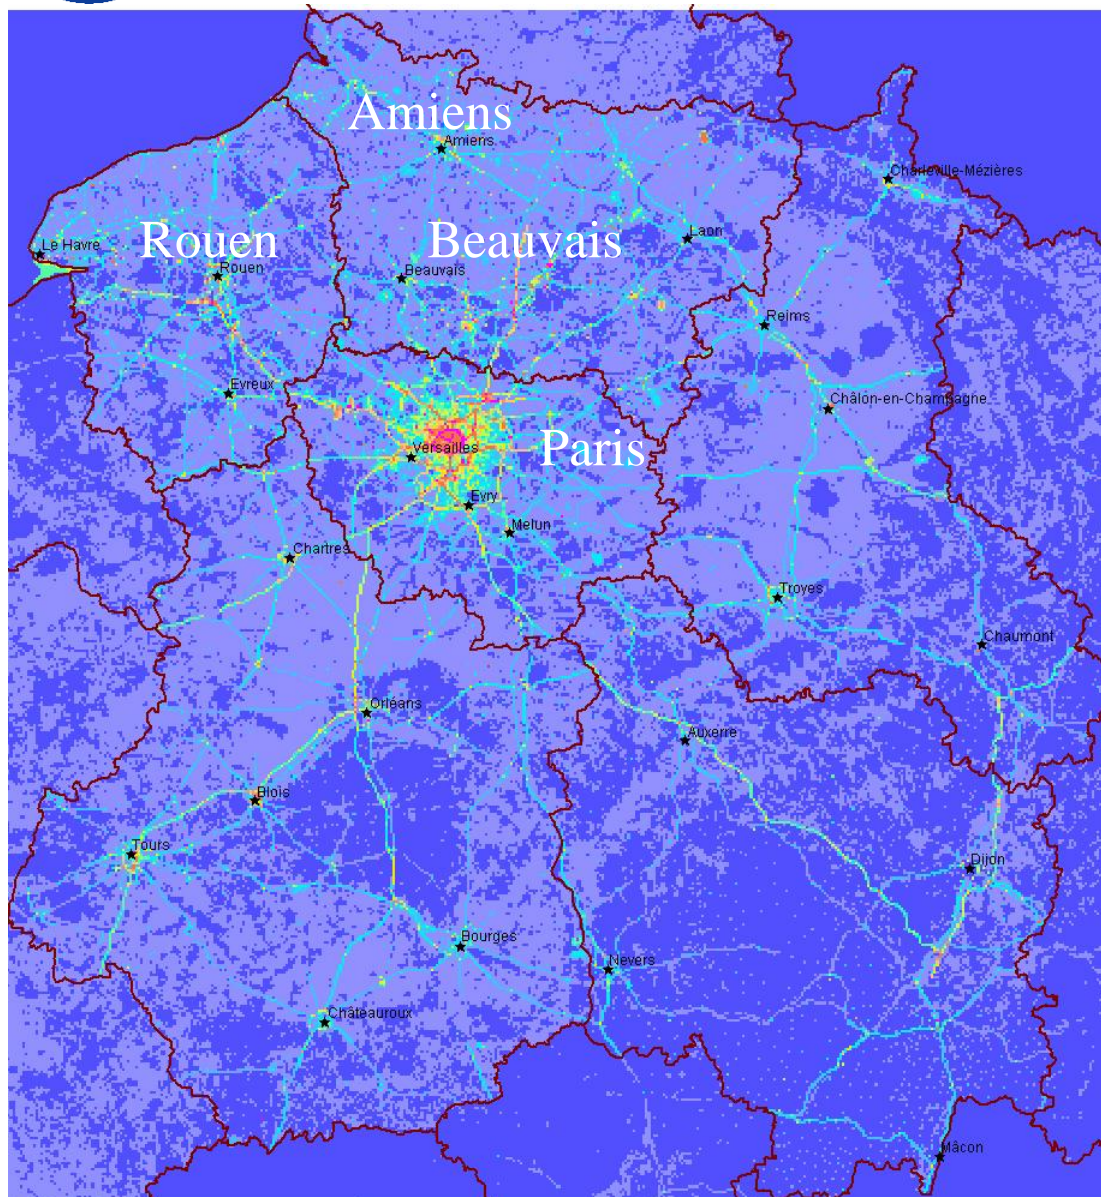 Amiens
Amiens
Charleville-Mézières
Rouen
Beauvais
Laon
Le Havre
Rouen
Beauvais
Reims
Evreux
Châlon-en-Champagne
Paris
Versailles
Evry
Melun
Chartres
Troyes
Chaumont
Orléans
Auxerre
Blois
Tours
Dijon
Bourges
Nevers
Châteauroux
Mâcon